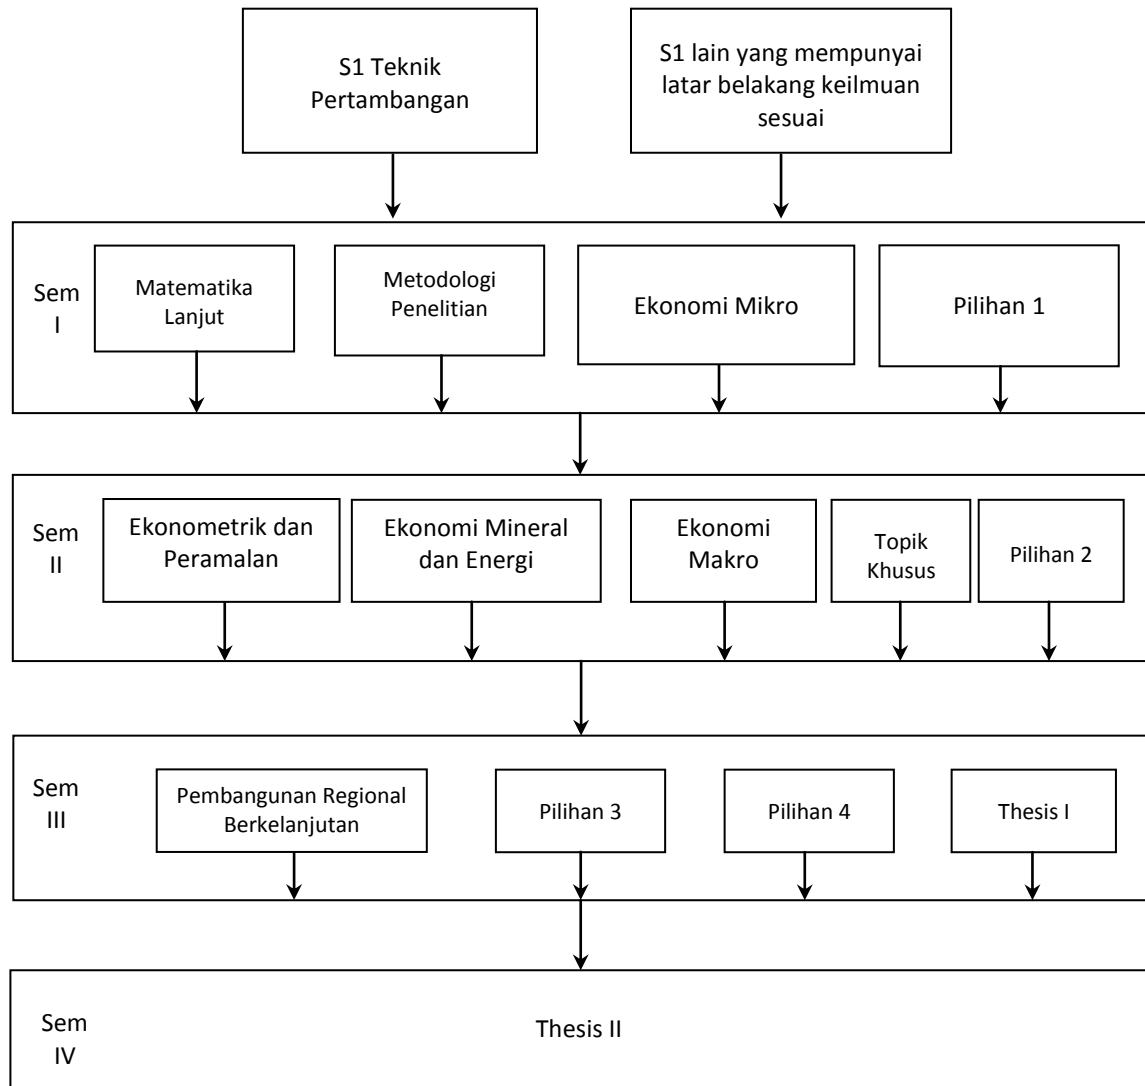 S1 Teknik
Pertambangan
S1 lain yang mempunyai
latar belakang keilmuan
sesuai
Sem
I
Matematika
Lanjut
Metodologi
Penelitian
Ekonomi Mikro
Pilihan 1
Sem
II
Ekonometrik dan
Peramalan
Ekonomi Mineral
dan Energi
Ekonomi
Makro
Topik
Khusus
Pilihan 2
Sem
III
Pembangunan Regional
Berkelanjutan
Pilihan 3
Pilihan 4
Thesis I
Sem
IV
Thesis II